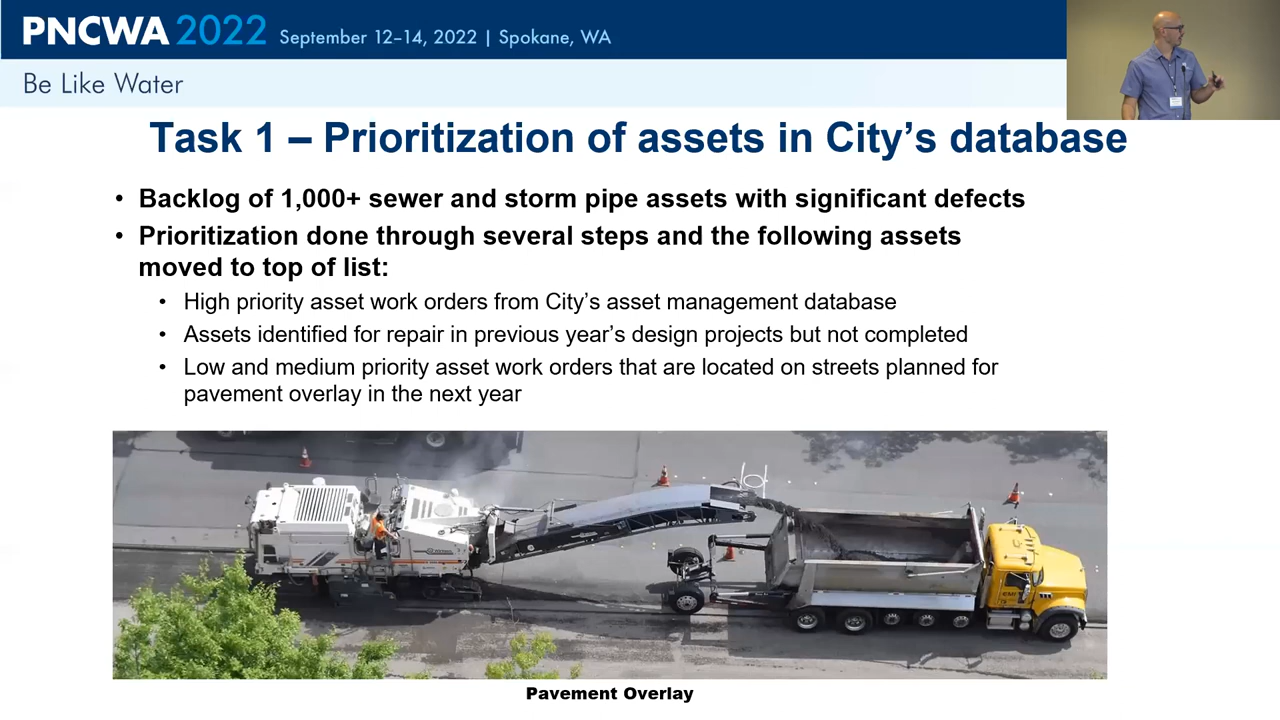 PNCWA 2022 September 12–14, 2022 | Spokane, WA
Be Like Water
Task 1 – Prioritization of assets in City's database
• Backlog of 1,000+ sewer and storm pipe assets with significant defects
• Prioritization done through several steps and the following assets
moved to top of list:
• High priority asset work orders from City's asset management database
• Assets identified for repair in previous year's design projects but not completed
• Low and medium priority asset work orders that are located on streets planned for
pavement overlay in the next year
Pavement Overlay